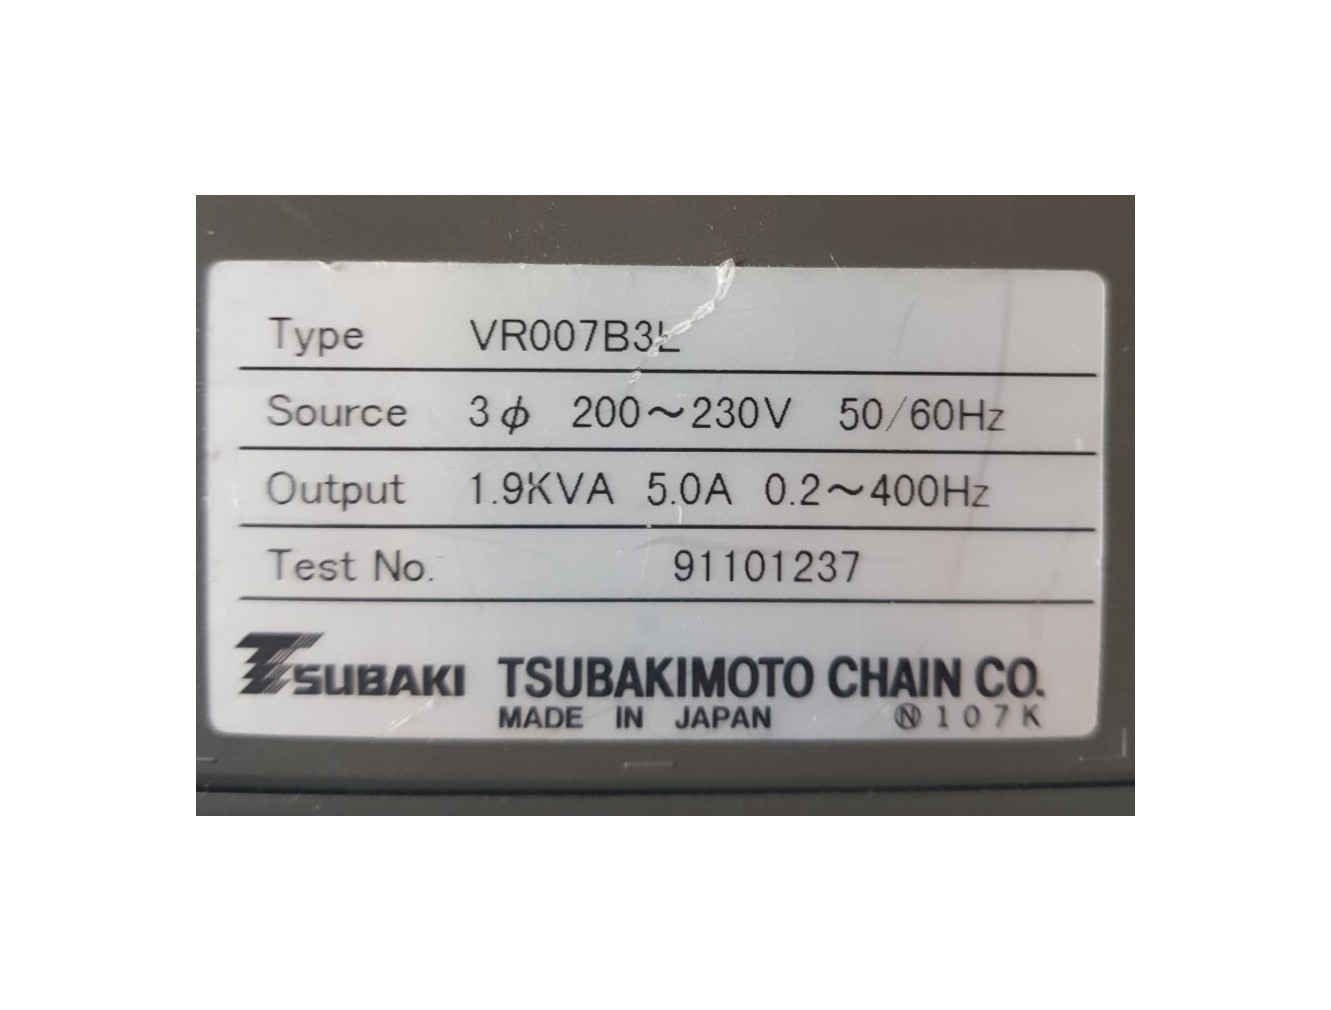 Type VR007B3L
Source 3ϕ 200～230V 50/60Hz
Output 1.9KVA 5.0A 0.2～400Hz
Test No. 91101237
TSUBAKI TSUBAKIMOTO CHAIN CO.
MADE IN JAPAN Ⓝ107K